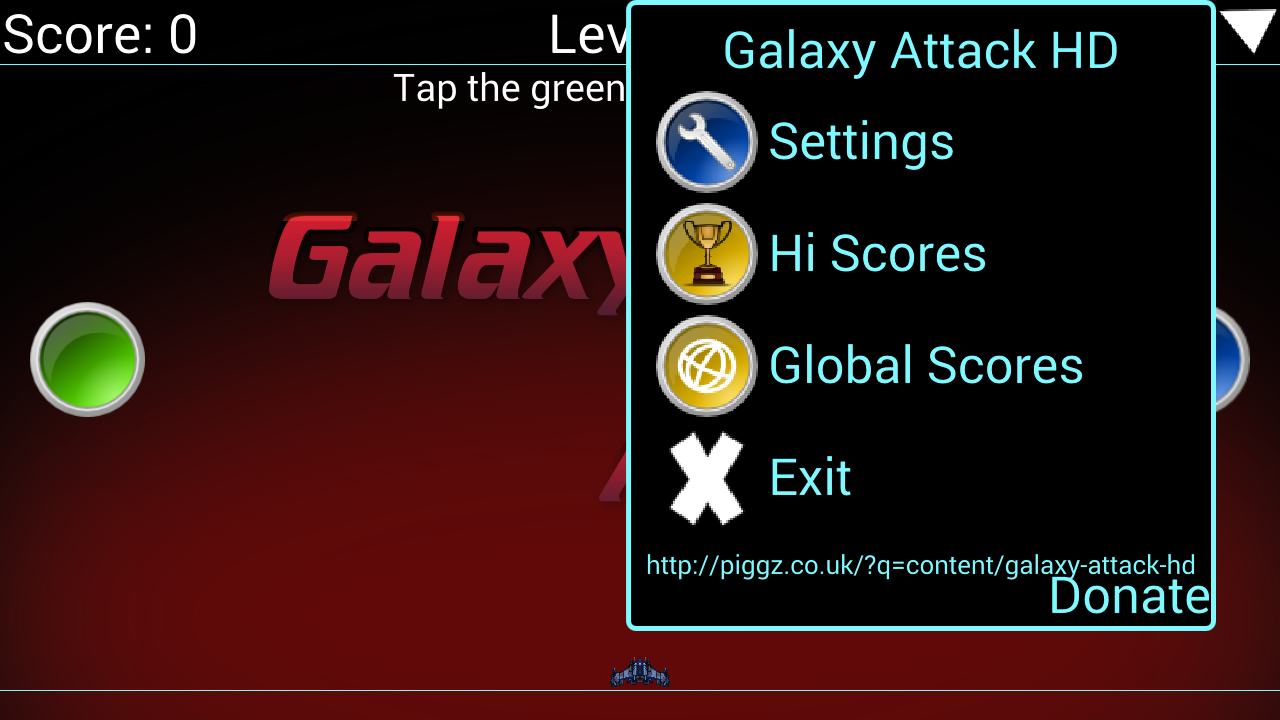 Score: 0
Lev
Tap the green
Galaxy
Galaxy Attack HD
Settings
Hi Scores
Global Scores
Exit
http://piggz.co.uk/?q=content/galaxy-attack-hd
Donate